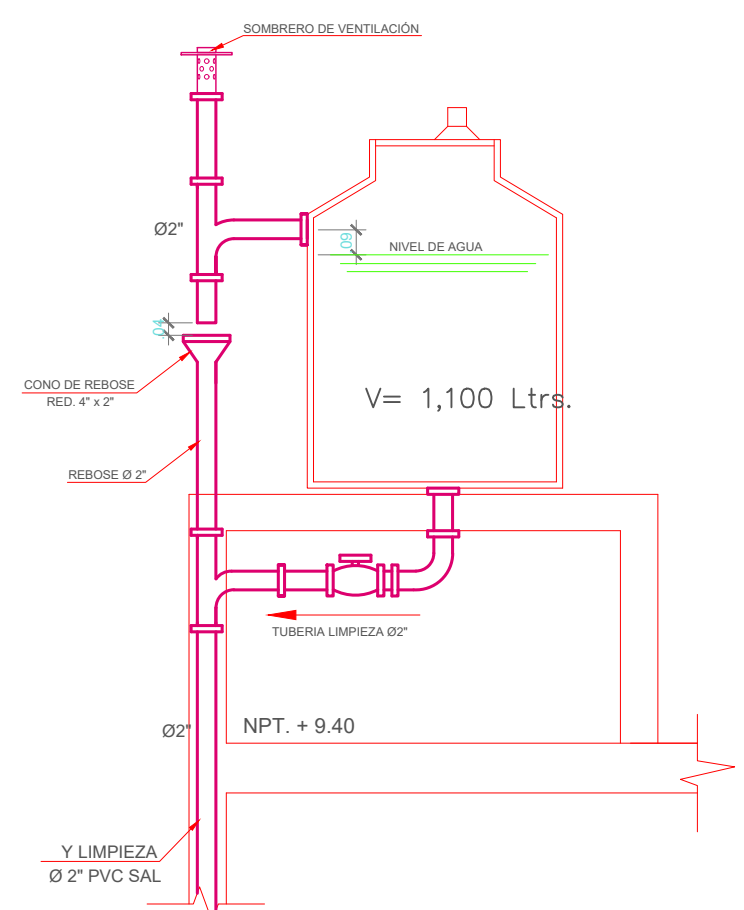 SOMBRERO DE VENTILACIÓN
Ø2"
.09
NIVEL DE AGUA
.04
CONO DE REBOSE
RED. 4" x 2"
V= 1,100 Ltrs.
REBOSE Ø 2"
TUBERIA LIMPIEZA Ø2"
Ø2"
NPT. + 9.40
Y LIMPIEZA
Ø 2" PVC SAL